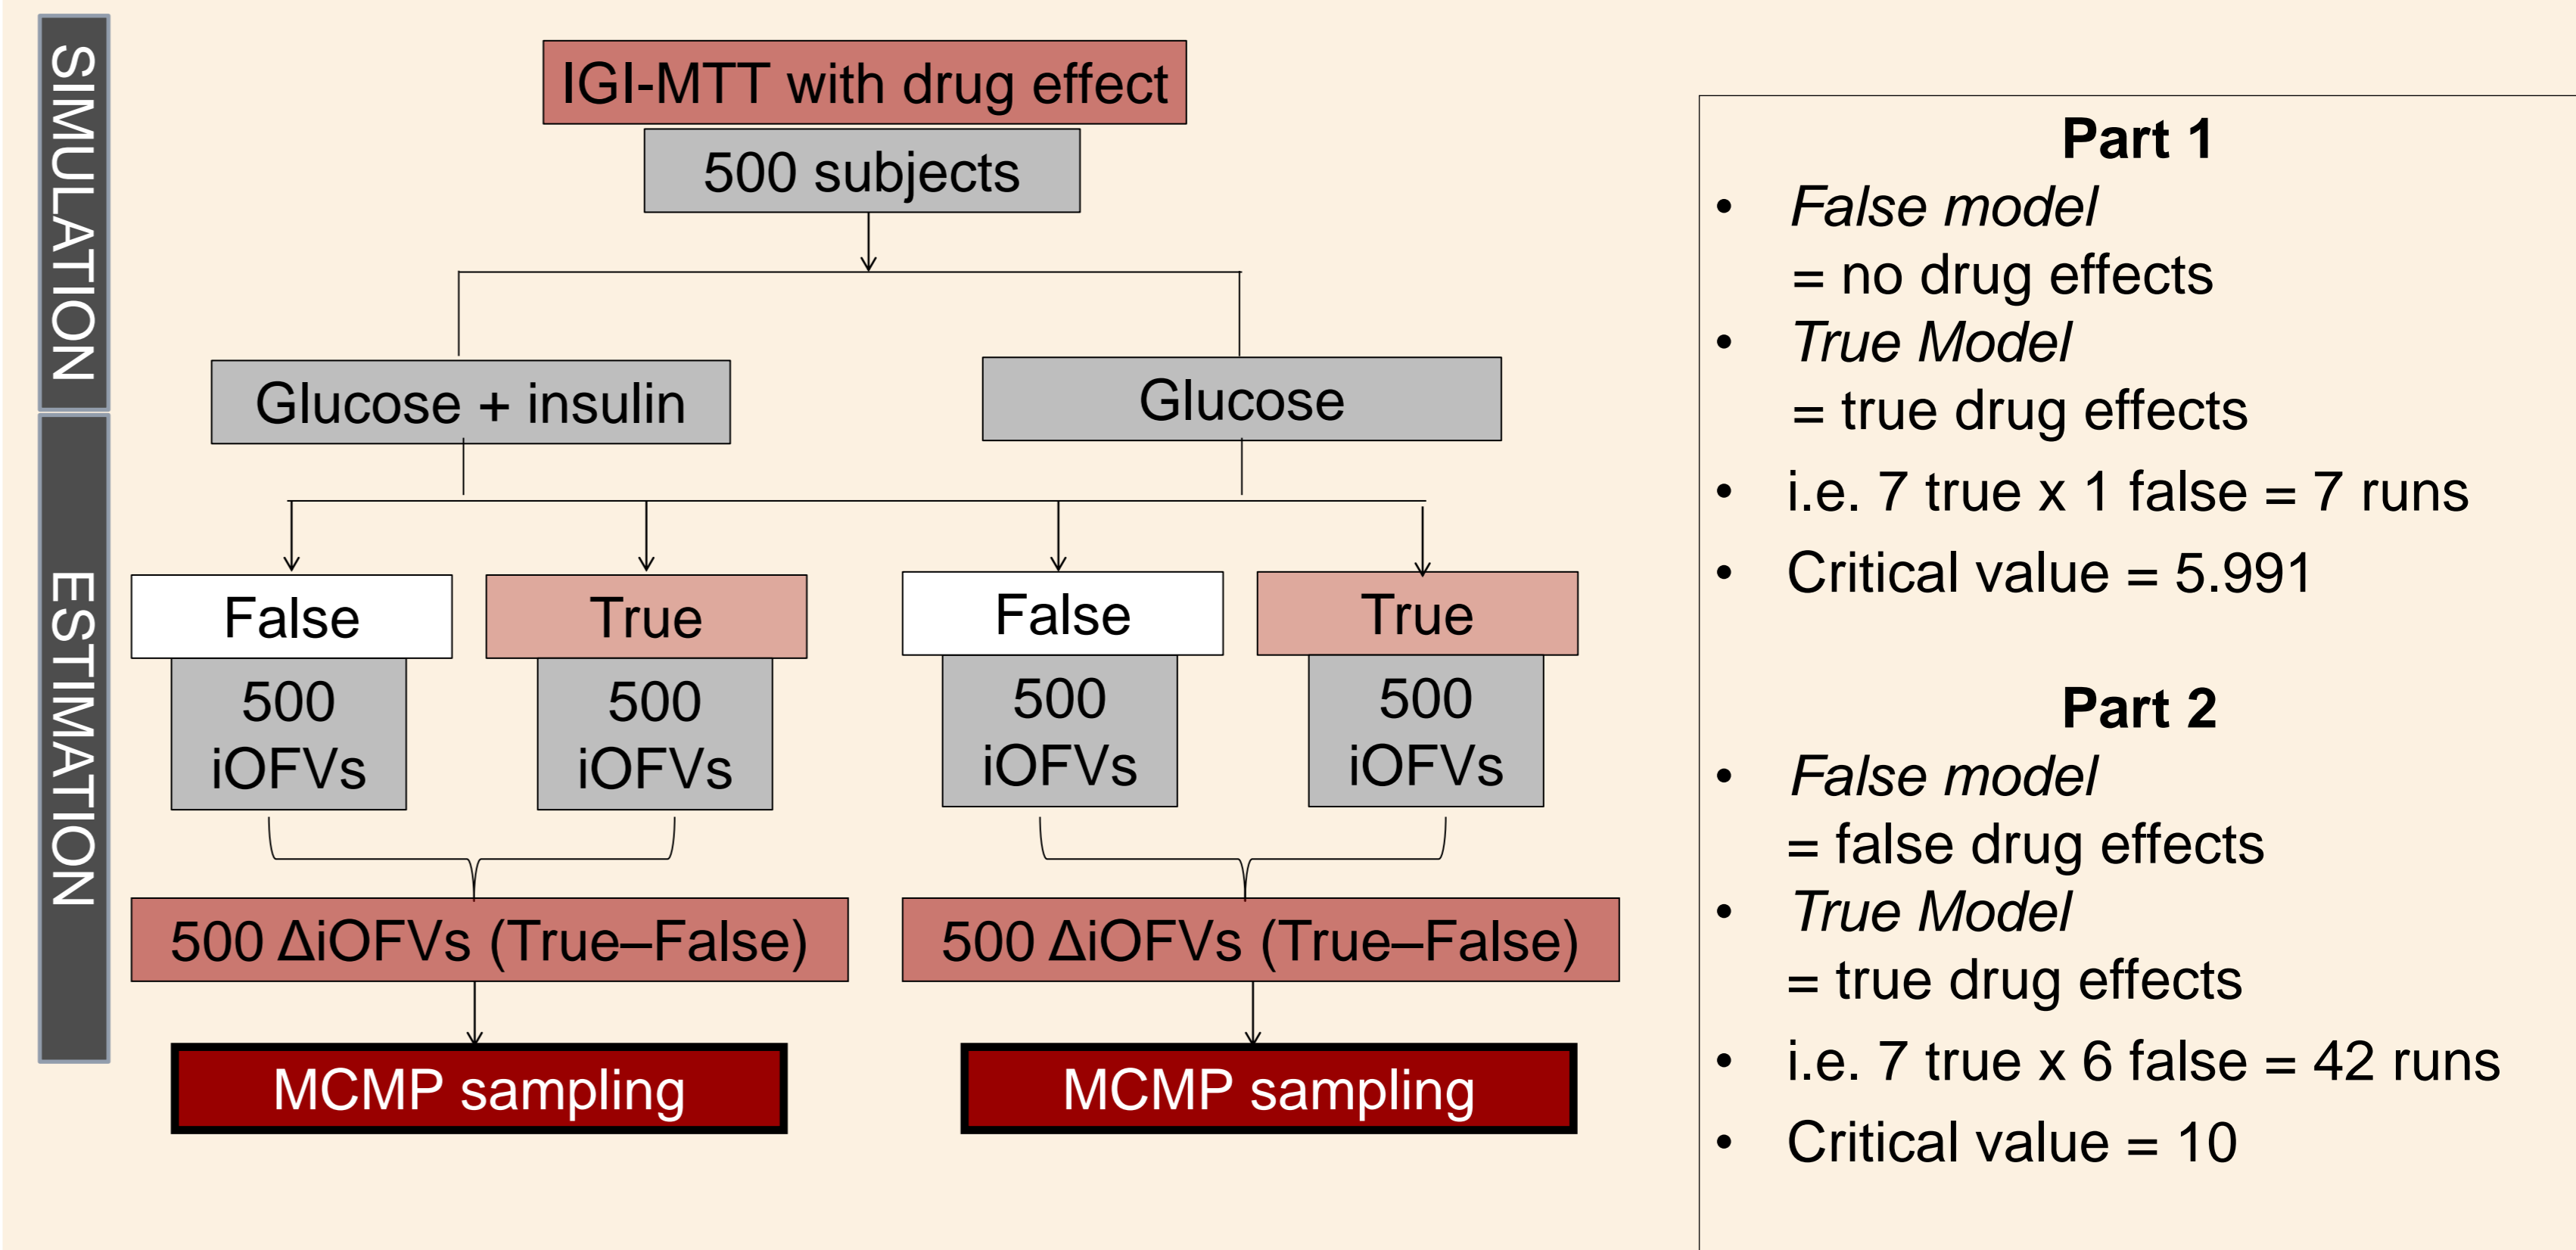 SIMULATION
IGI-MTT with drug effect
500 subjects
Glucose + insulin
Glucose
ESTIMATION
False
True
False
True
500
iOFVs
500
iOFVs
500
iOFVs
500
iOFVs
500 ΔiOFVs (True–False)
500 ΔiOFVs (True–False)
MCMP sampling
MCMP sampling
Part 1
• False model
= no drug effects
• True Model
= true drug effects
• i.e. 7 true x 1 false = 7 runs
• Critical value = 5.991
Part 2
• False model
= false drug effects
• True Model
= true drug effects
• i.e. 7 true x 6 false = 42 runs
• Critical value = 10